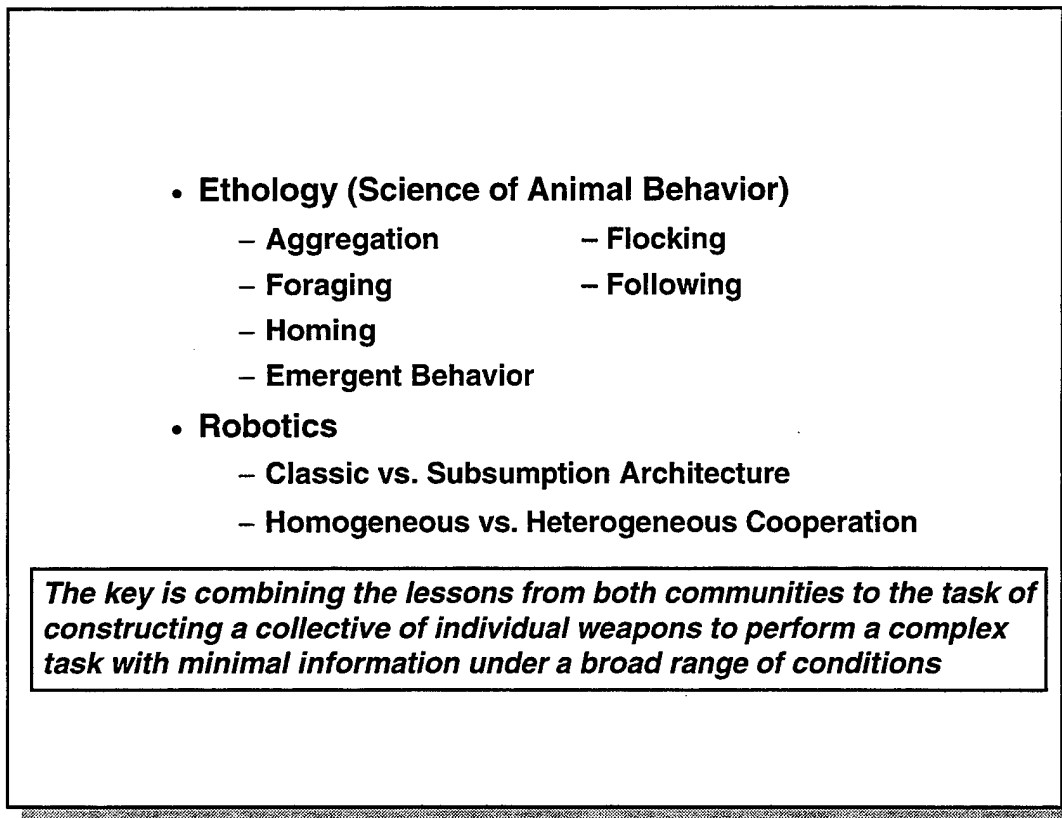 • Ethology (Science of Animal Behavior)
– Aggregation – Flocking
– Foraging – Following
– Homing
– Emergent Behavior
• Robotics
– Classic vs. Subsumption Architecture
– Homogeneous vs. Heterogeneous Cooperation
The key is combining the lessons from both communities to the task of
constructing a collective of individual weapons to perform a complex
task with minimal information under a broad range of conditions